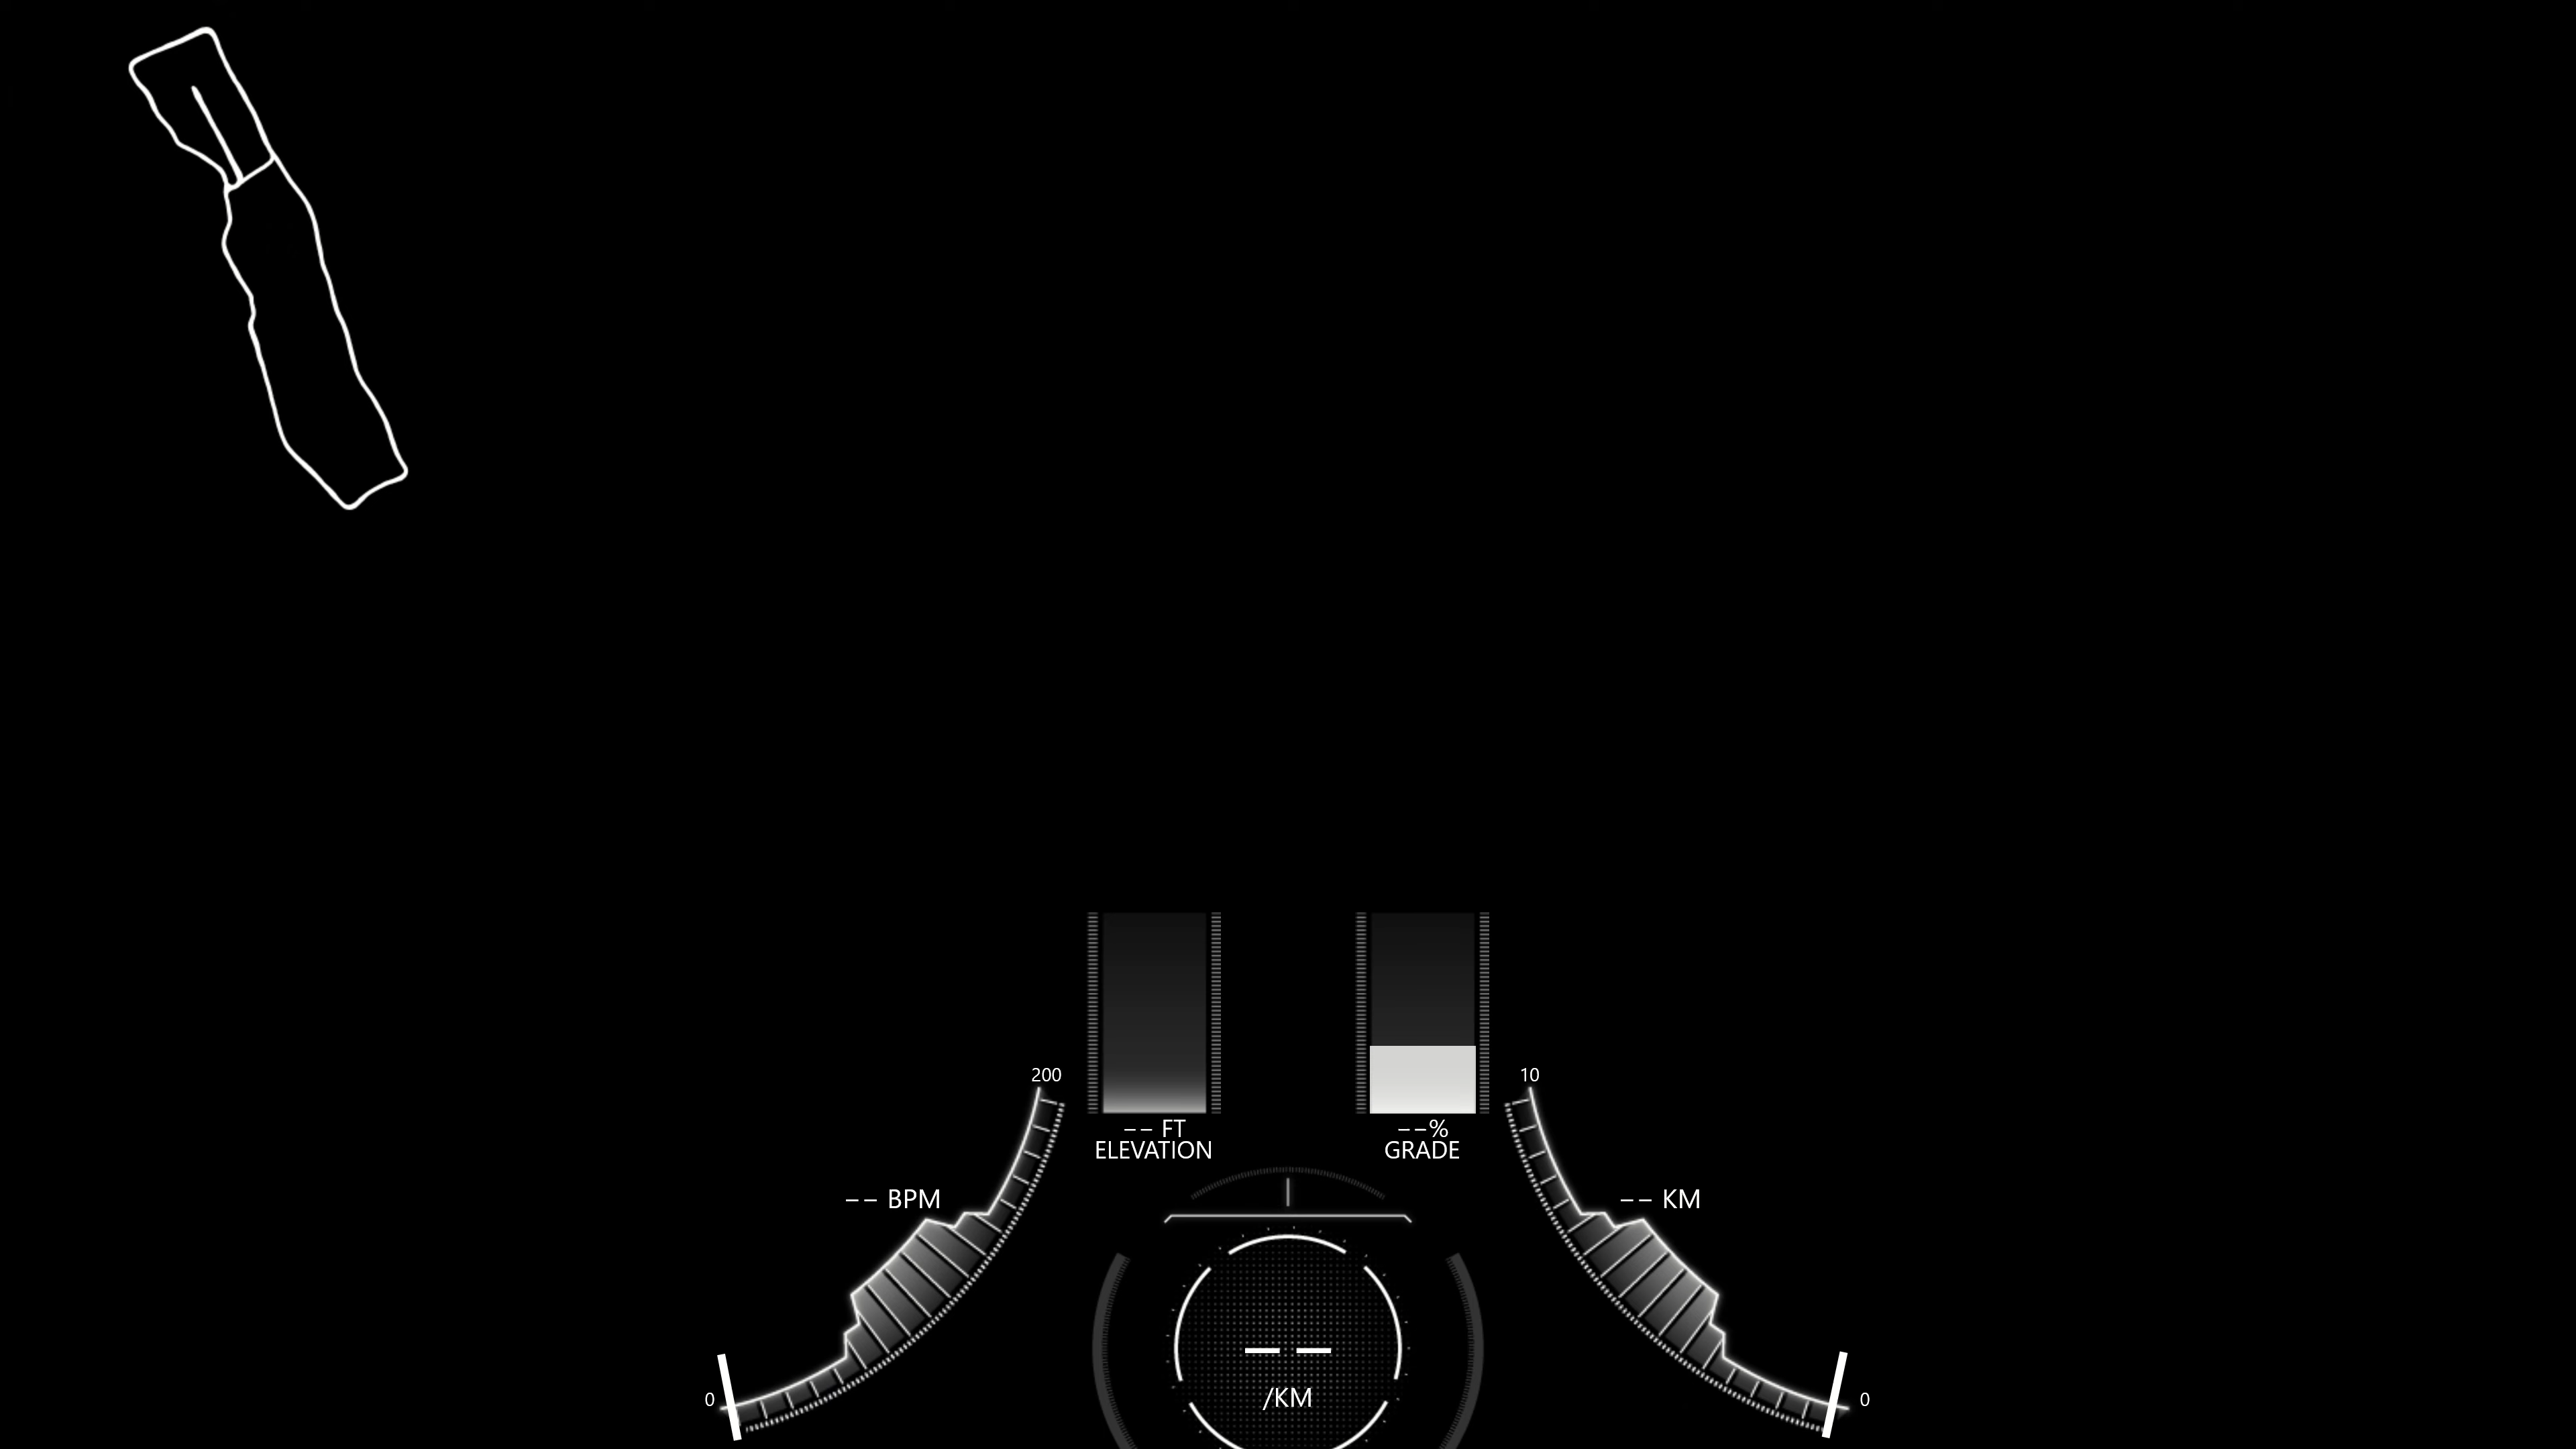 200
10
-- FT
ELEVATION
--%
GRADE
-- BPM
-- KM
0
-- 
/KM
0